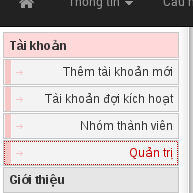 Thông tin
Tài khoản
Thêm tài khoản mới
Tài khoản đợi kích hoạt
Nhóm thành viên
Quản trị
Giới thiệu